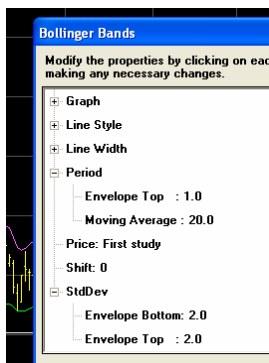 Bollinger Bands
Modify the properties by clicking on eac
making any necessary changes.
Graph
Line Style
Line Width
Period
Envelope Top : 1.0
Moving Average : 20.0
Price: First study
Shift: 0
StdDev
Envelope Bottom: 2.0
Envelope Top : 2.0